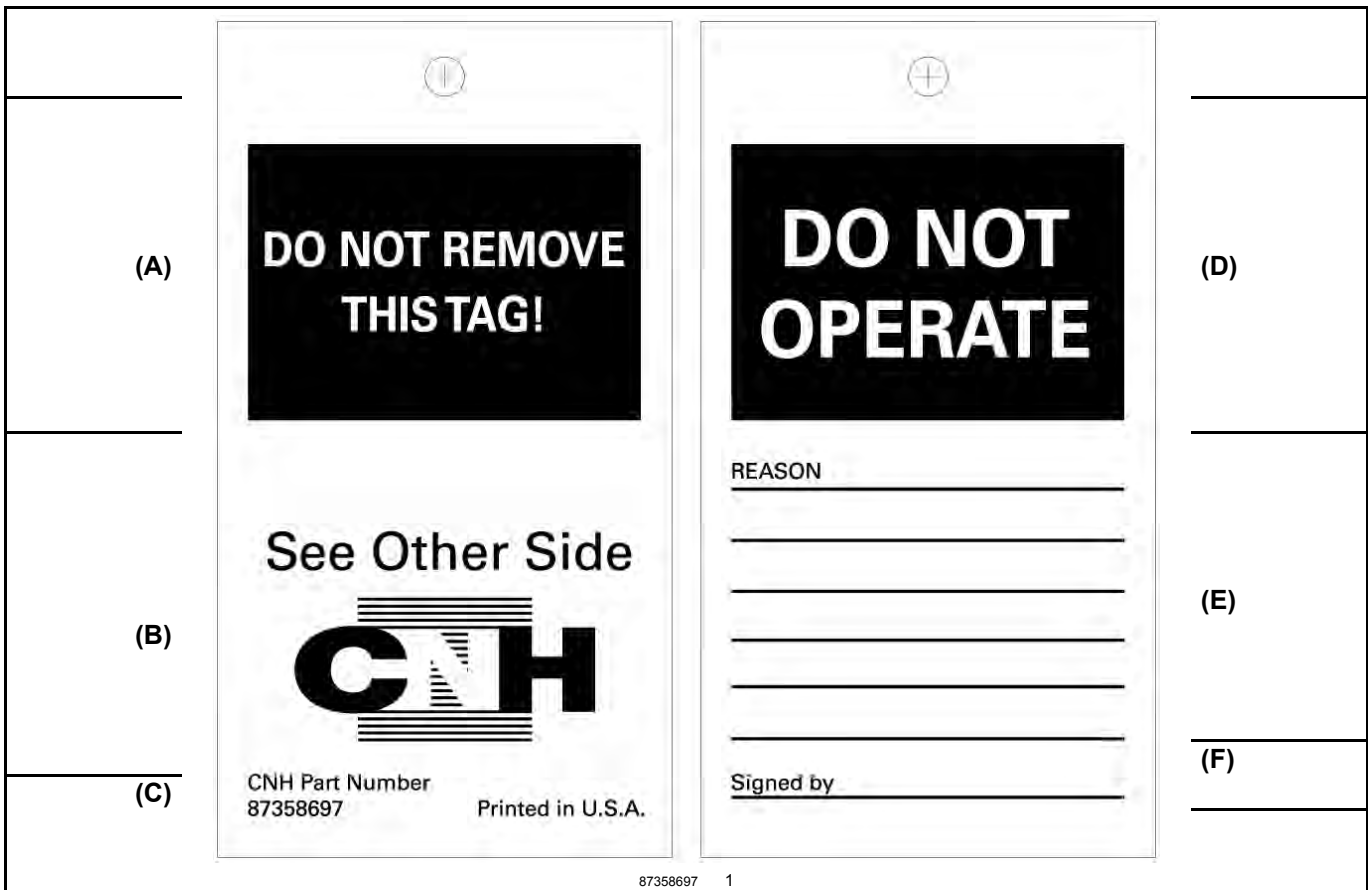 (A)
DO NOT REMOVE
THIS TAG!
(B)
See Other Side
CNH
(C)
CNH Part Number
87358697
Printed in U.S.A.
(D)
DO NOT
OPERATE
(E)
REASON
(F)
Signed by
87358697 1